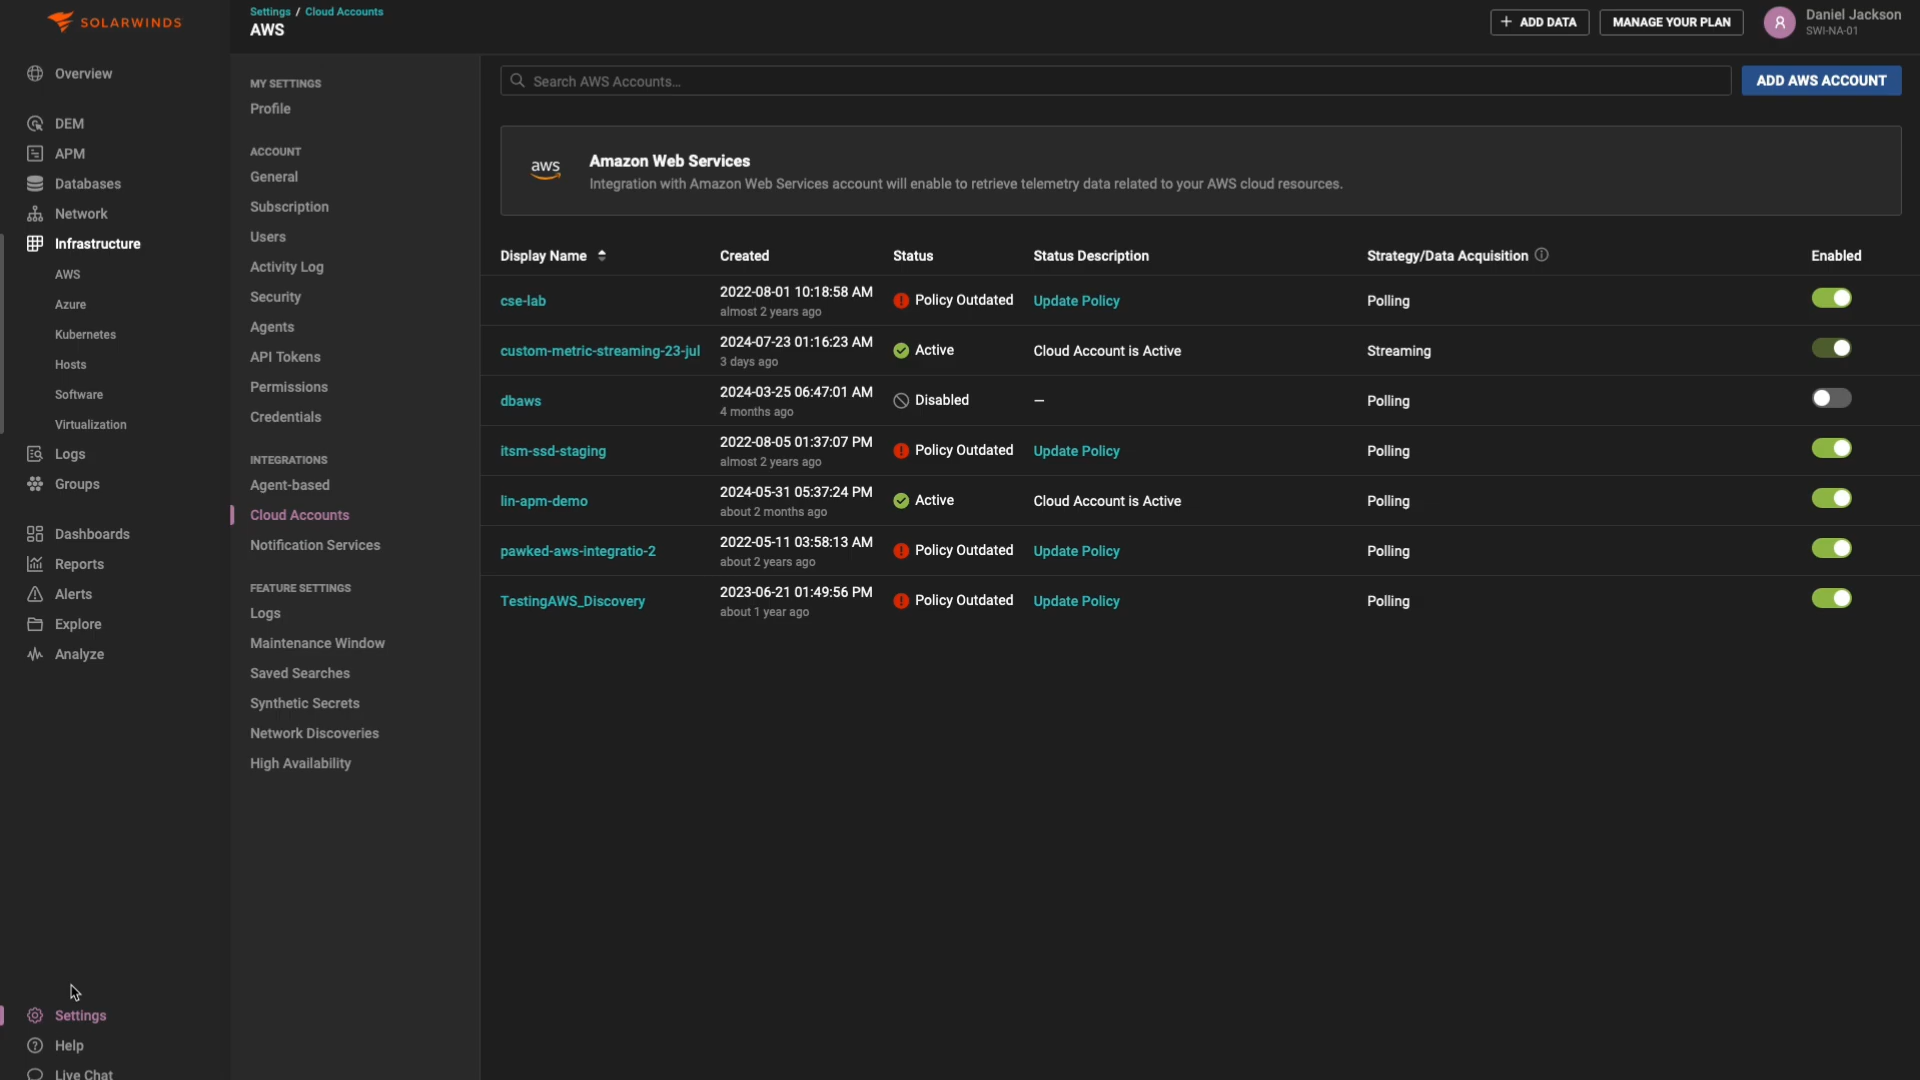 SOLARWINDS
Overview
DEM
APM
Databases
Network
Infrastructure
AWS
Azure
Kubernetes
Hosts
Software
Virtualization
Logs
Groups
Dashboards
Reports
Alerts
Explore
Analyze
Settings
Help
Live Chat
Settings / Cloud Accounts
AWS
+ ADD DATA
MANAGE YOUR PLAN
A
Daniel Jackson
SWI-NA-01
MY SETTINGS
Profile
ACCOUNT
General
Subscription
Users
Activity Log
Security
Agents
API Tokens
Permissions
Credentials
INTEGRATIONS
Agent-based
Cloud Accounts
Notification Services
FEATURE SETTINGS
Logs
Maintenance Window
Saved Searches
Synthetic Secrets
Network Discoveries
High Availability
Search AWS Accounts...
ADD AWS ACCOUNT
aws
Amazon Web Services
Integration with Amazon Web Services account will enable to retrieve telemetry data related to your AWS cloud resources.
Display Name Created Status Status Description Strategy/Data Acquisition Enabled
cse-lab 2022-08-01 10:18:58 AM Policy Outdated Update Policy Polling
almost 2 years ago
custom-metric-streaming-23-jul 2024-07-23 01:16:23 AM Active Cloud Account is Active Streaming
3 days ago
dbaws 2024-03-25 06:47:01 AM Disabled — Polling
4 months ago
itsm-ssd-staging 2022-08-05 01:37:07 PM Policy Outdated Update Policy Polling
almost 2 years ago
lin-apm-demo 2024-05-31 05:37:24 PM Active Cloud Account is Active Polling
about 2 months ago
pawked-aws-integratio-2 2022-05-11 03:58:13 AM Policy Outdated Update Policy Polling
about 2 years ago
TestingAWS_Discovery 2023-06-21 01:49:56 PM Policy Outdated Update Policy Polling
about 1 year ago